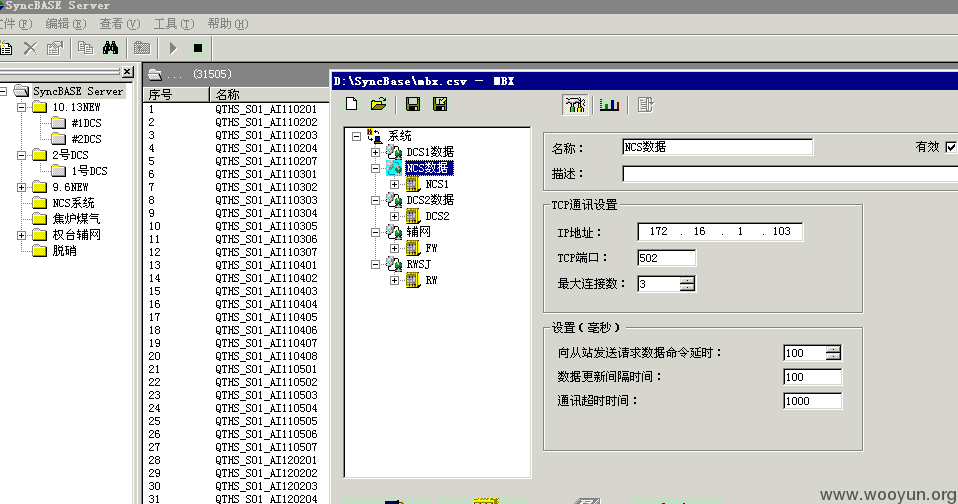 SyncBASE Server
件(F) 编辑(E) 查看(V) 工具(T) 帮助(H)
SyncBASE Server
10.13NEW
#1DCS
#2DCS
2号DCS
1号DCS
9.6NEW
NCS系统
焦炉煤气
权台辅网
脱硝
... (31505)
序号 名称
1 QTHS_S01_AI110201
2 QTHS_S01_AI110202
3 QTHS_S01_AI110203
4 QTHS_S01_AI110204
5 QTHS_S01_AI110207
6 QTHS_S01_AI110301
7 QTHS_S01_AI110302
8 QTHS_S01_AI110303
9 QTHS_S01_AI110304
10 QTHS_S01_AI110305
11 QTHS_S01_AI110306
12 QTHS_S01_AI110307
13 QTHS_S01_AI110401
14 QTHS_S01_AI110402
15 QTHS_S01_AI110403
16 QTHS_S01_AI110404
17 QTHS_S01_AI110405
18 QTHS_S01_AI110406
19 QTHS_S01_AI110407
20 QTHS_S01_AI110408
21 QTHS_S01_AI110501
22 QTHS_S01_AI110502
23 QTHS_S01_AI110503
24 QTHS_S01_AI110504
25 QTHS_S01_AI110505
26 QTHS_S01_AI110506
27 QTHS_S01_AI110507
28 QTHS_S01_AI120201
29 QTHS_S01_AI120202
30 QTHS_S01_AI120203
31 QTHS_S01_AI120204
D:\SyncBase\mbx.csv - MBX
系统
DCS1数据
NCS数据
NCS1
DCS2数据
DCS2
辅网
FW
RWSJ
RW
名称： NCS数据 有效
描述：
TCP通讯设置
IP地址： 172 . 16 . 1 . 103
TCP端口： 502
最大连接数： 3
设置(毫秒)
向从站发送请求数据命令延时： 100
数据更新间隔时间： 100
通讯超时时间： 1000
www.wooyun.org